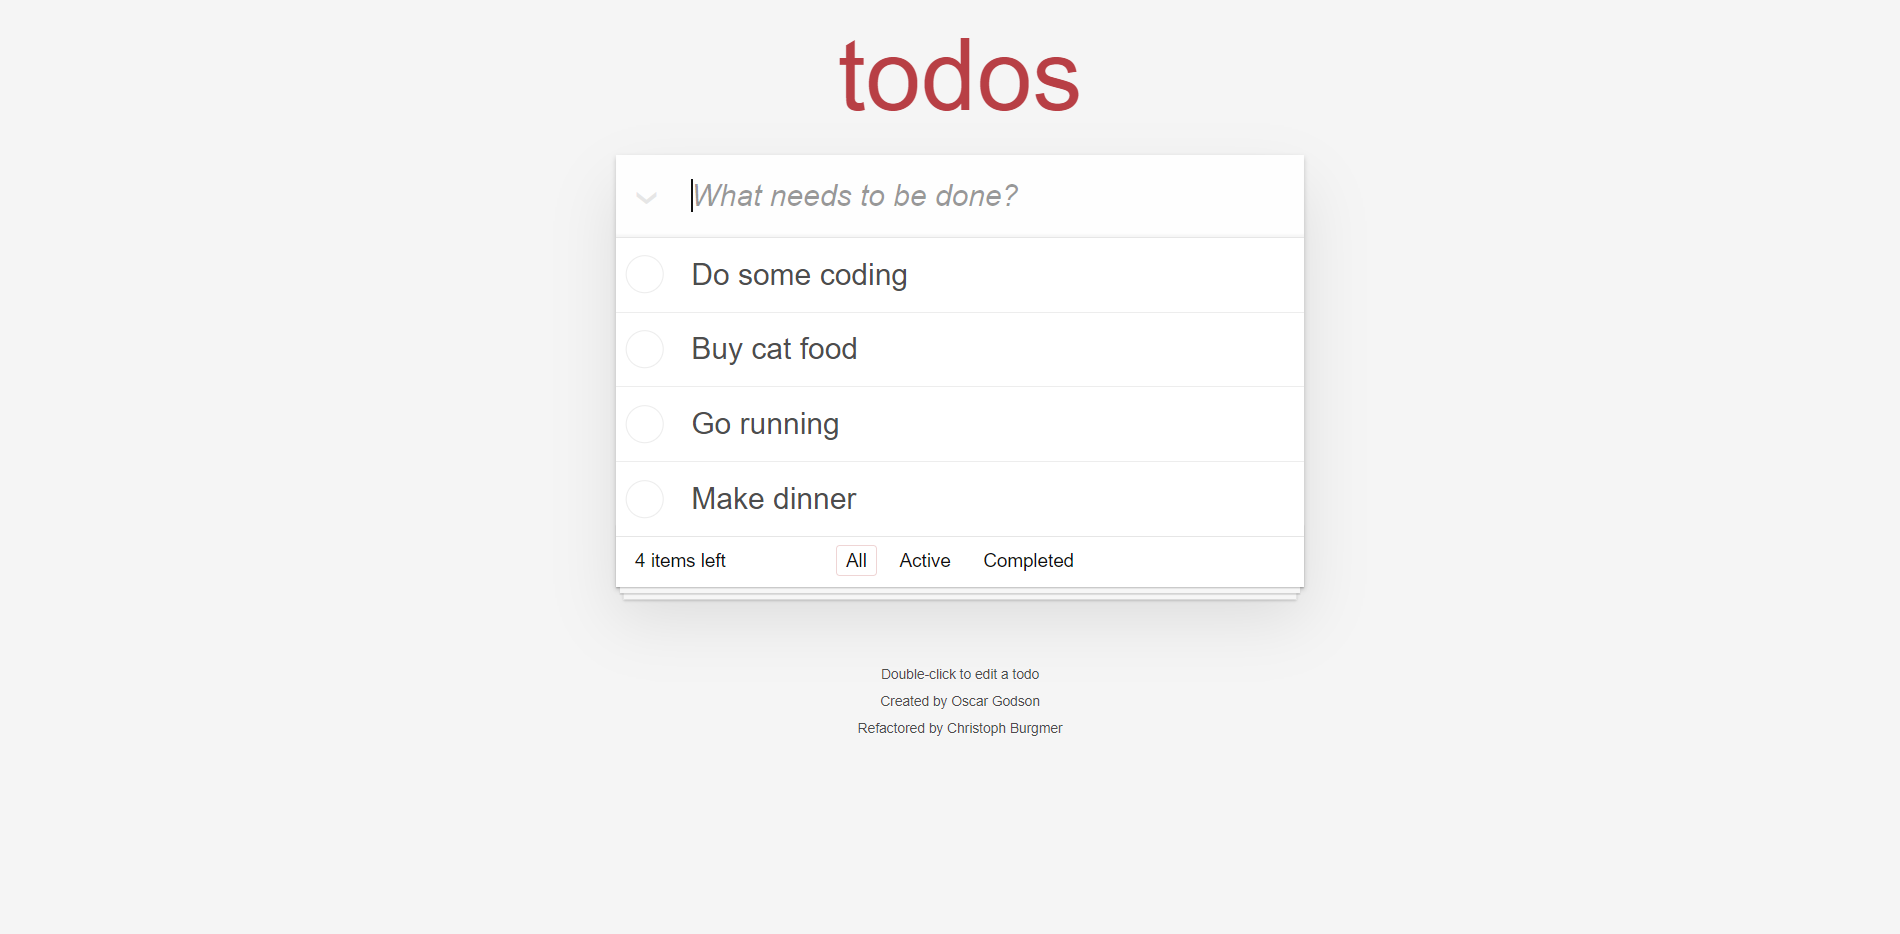 todos
What needs to be done?
Do some coding
Buy cat food
Go running
Make dinner
4 items left All Active Completed
Double-click to edit a todo
Created by Oscar Godson
Refactored by Christoph Burgmer